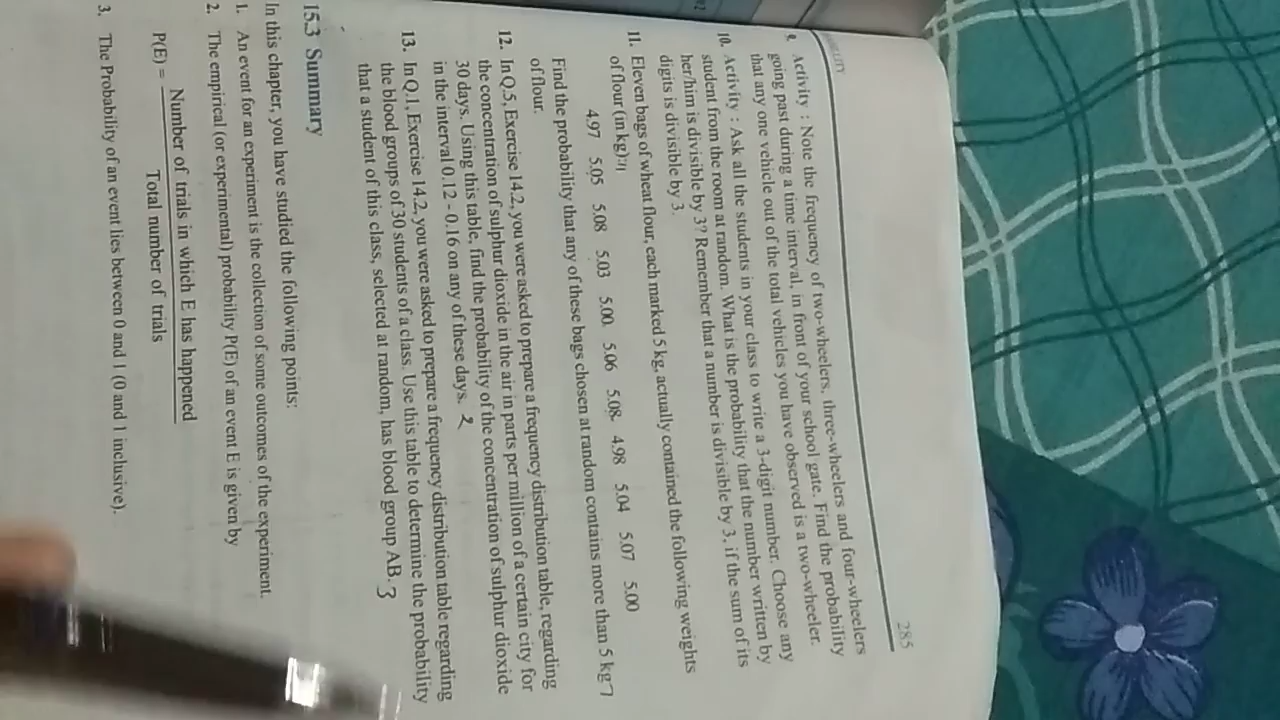 285
9. Activity : Note the frequency of two-wheelers, three-wheelers and four-wheelers
going past during a time interval, in front of your school gate. Find the probability
that any one vehicle out of the total vehicles you have observed is a two-wheeler.
10. Activity : Ask all the students in your class to write a 3-digit number. Choose any
student from the room at random. What is the probability that the number written by
her/him is divisible by 3? Remember that a number is divisible by 3, if the sum of its
digits is divisible by 3.
11. Eleven bags of wheat flour, each marked 5 kg, actually contained the following weights
of flour (in kg):
4.97 5.05 5.08 5.03 5.00 5.06 5.08 4.98 5.04 5.07 5.00
Find the probability that any of these bags chosen at random contains more than 5 kg 7
of flour.
12. In Q.5, Exercise 14.2, you were asked to prepare a frequency distribution table, regarding
the concentration of sulphur dioxide in the air in parts per million of a certain city for
30 days. Using this table, find the probability of the concentration of sulphur dioxide
in the interval 0.12 - 0.16 on any of these days. 2
13. In Q.1, Exercise 14.2, you were asked to prepare a frequency distribution table regarding
the blood groups of 30 students of a class. Use this table to determine the probability
that a student of this class, selected at random, has blood group AB. 3
15.3 Summary
In this chapter, you have studied the following points:
1. An event for an experiment is the collection of some outcomes of the experiment.
2. The empirical (or experimental) probability P(E) of an event E is given by
P(E) = Number of trials in which E has happened
Total number of trials
3. The Probability of an event lies between 0 and 1 (0 and 1 inclusive).